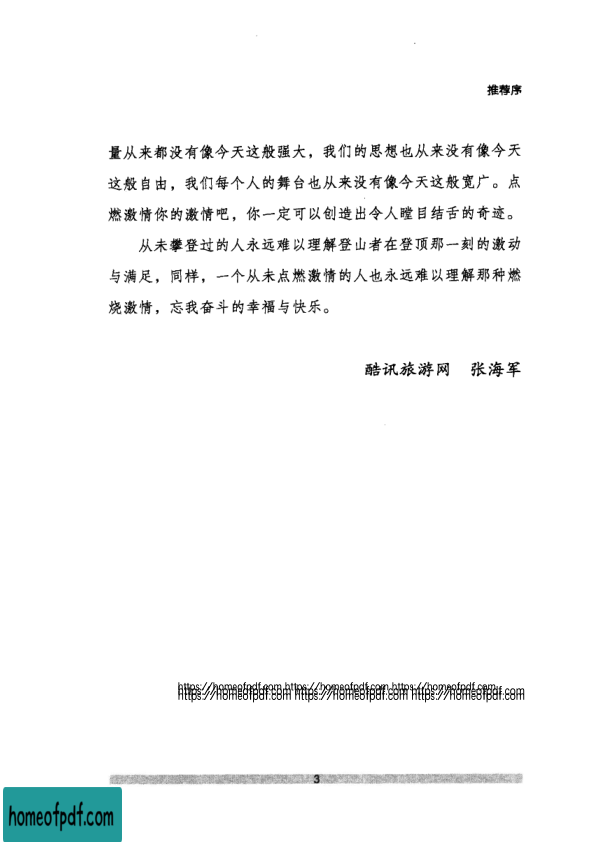 推荐序
量从来都没有像今天这般强大，我们的思想也从来没有像今天
这般自由，我们每个人的舞台也从来没有像今天这般宽广。点
燃激情你的激情吧，你一定可以创造出令人瞠目结舌的奇迹。
从未攀登过的人永远难以理解登山者在登顶那一刻的激动
与满足，同样，一个从未点燃激情的人也永远难以理解那种燃
烧激情，忘我奋斗的幸福与快乐。
酷讯旅游网　张海军
https://homeofpdf.com https://homeofpdf.com https://homeofpdf.com
https://homeofpdf.com https://homeofpdf.com https://homeofpdf.com
3
homeofpdf.com